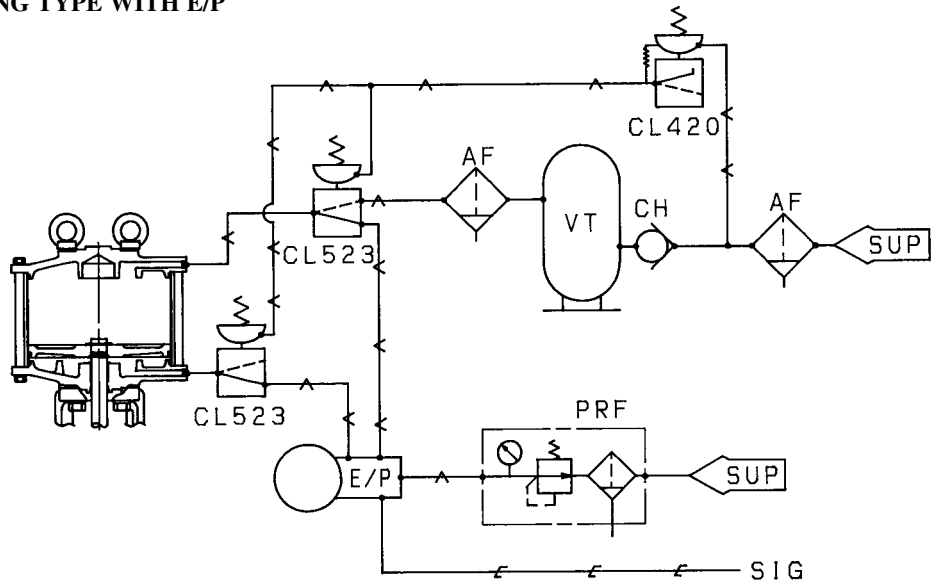 NG TYPE WITH E/P
CL420
AF
AF
VT
CH
SUP
CL523
CL523
PRF
E/P
SUP
SIG